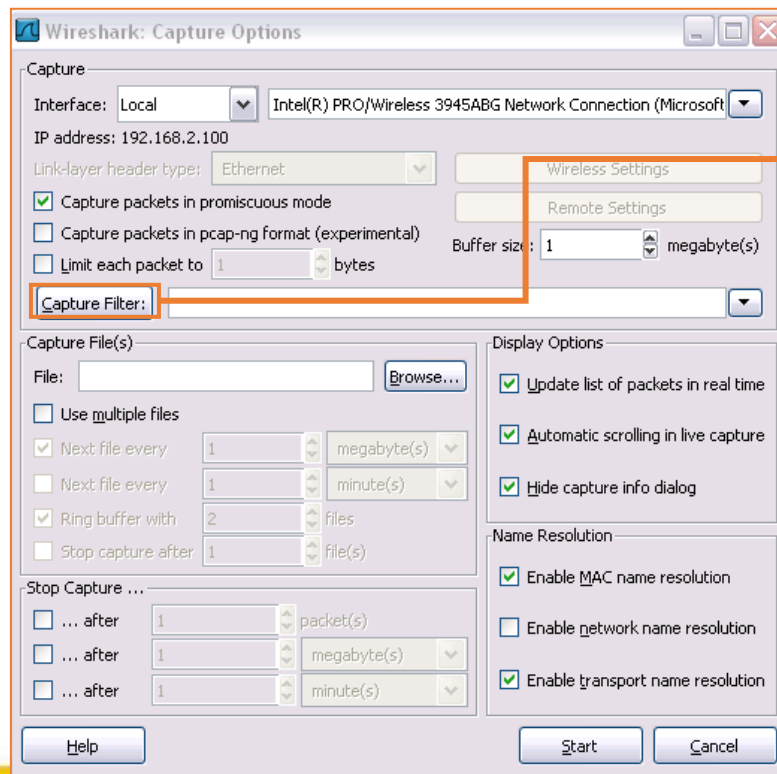 Wireshark: Capture Options
Capture
Interface: Local Intel(R) PRO/Wireless 3945ABG Network Connection (Microsoft
IP address: 192.168.2.100
Link-layer header type: Ethernet Wireless Settings
Capture packets in promiscuous mode
Remote Settings
Capture packets in pcap-ng format (experimental)
Buffer size: 1 megabyte(s)
Limit each packet to 1 bytes
Capture Filter:
Capture File(s)
File: Browse...
Use multiple files
Next file every 1 megabyte(s)
Next file every 1 minute(s)
Ring buffer with 2 files
Stop capture after 1 file(s)
Stop Capture ...
... after 1 packet(s)
... after 1 megabyte(s)
... after 1 minute(s)
Display Options
Update list of packets in real time
Automatic scrolling in live capture
Hide capture info dialog
Name Resolution
Enable MAC name resolution
Enable network name resolution
Enable transport name resolution
Help Start Cancel